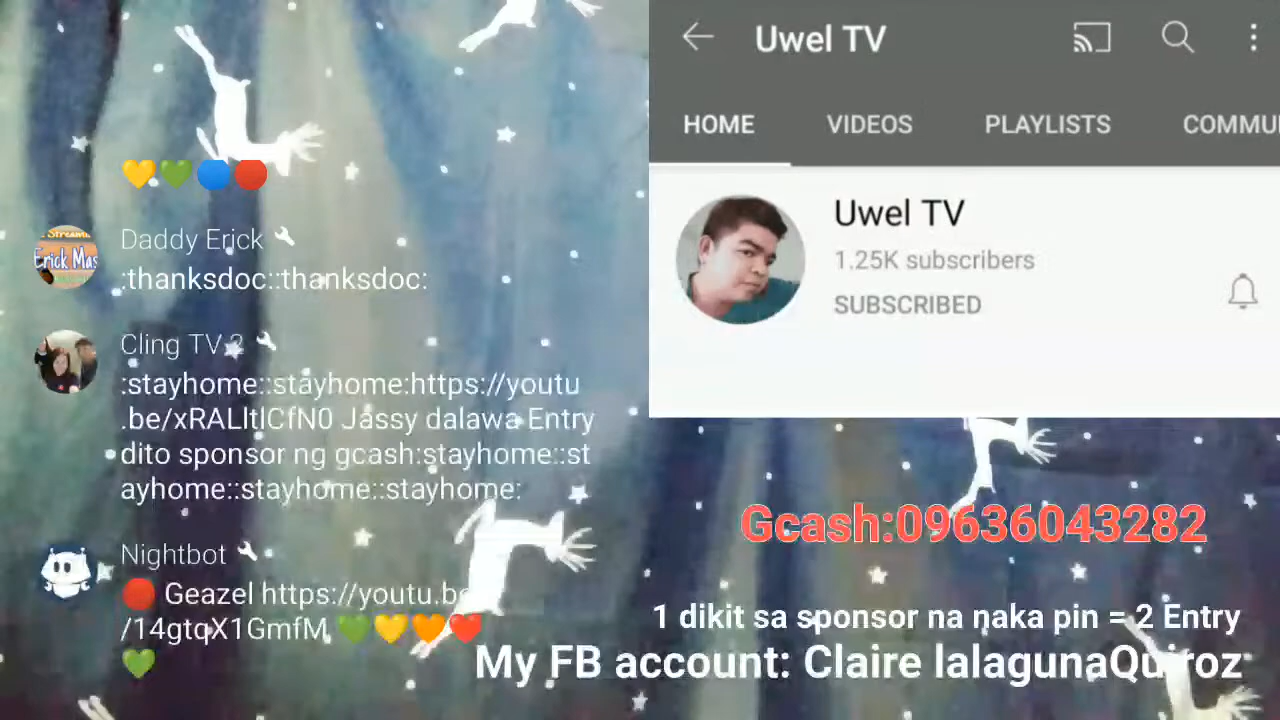 Daddy Erick
:thanksdoc::thanksdoc:
Cling TV 2
:stayhome::stayhome:https://youtu
.be/xRALltlCfN0 Jassy dalawa Entry
dito sponsor ng gcash:stayhome::st
ayhome::stayhome::stayhome:
Nightbot
🔴 Geazel https://youtu.be
/14gtqX1GmfM 💚💛🧡❤️
💚
Uwel TV
HOME VIDEOS PLAYLISTS COMMU
Uwel TV
1.25K subscribers
SUBSCRIBED
Gcash:09636043282
1 dikit sa sponsor na naka pin = 2 Entry
My FB account: Claire lalagunaQuiroz